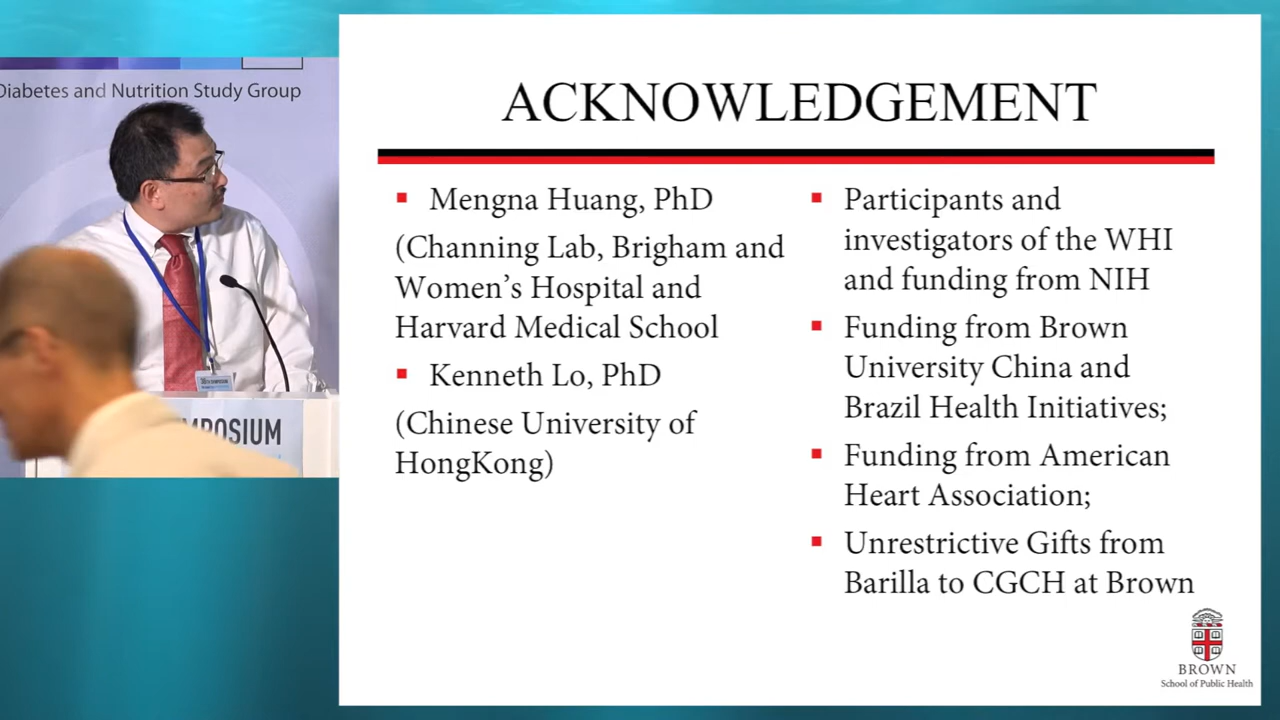 Diabetes and Nutrition Study Group
SYMPOSIUM
ACKNOWLEDGEMENT
Mengna Huang, PhD
(Channing Lab, Brigham and
Women’s Hospital and
Harvard Medical School
Kenneth Lo, PhD
(Chinese University of
HongKong)
Participants and
investigators of the WHI
and funding from NIH
Funding from Brown
University China and
Brazil Health Initiatives;
Funding from American
Heart Association;
Unrestrictive Gifts from
Barilla to CGCH at Brown
BROWN
School of Public Health